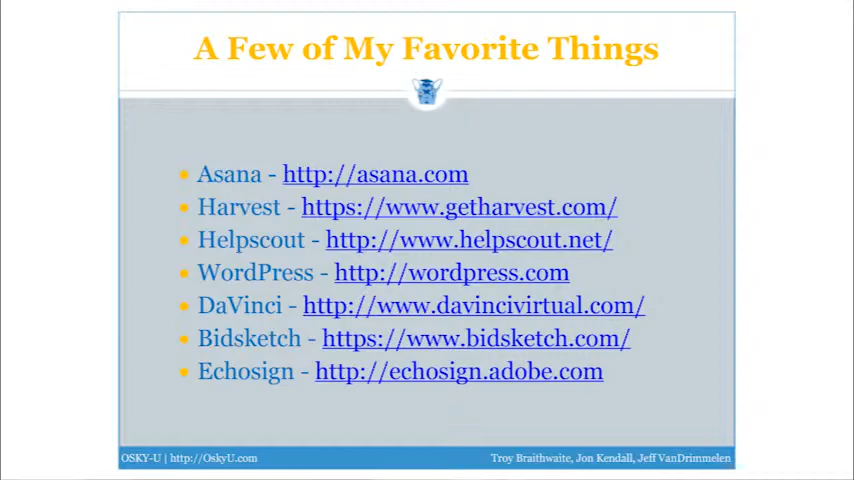 A Few of My Favorite Things
Asana - http://asana.com
Harvest - https://www.getharvest.com/
Helpscout - http://www.helpscout.net/
WordPress - http://wordpress.com
DaVinci - http://www.davincivirtual.com/
Bidsketch - https://www.bidsketch.com/
Echosign - http://echosign.adobe.com
OSKY-U | http://OskyU.com
Troy Braithwaite, Jon Kendall, Jeff VanDrimmelen